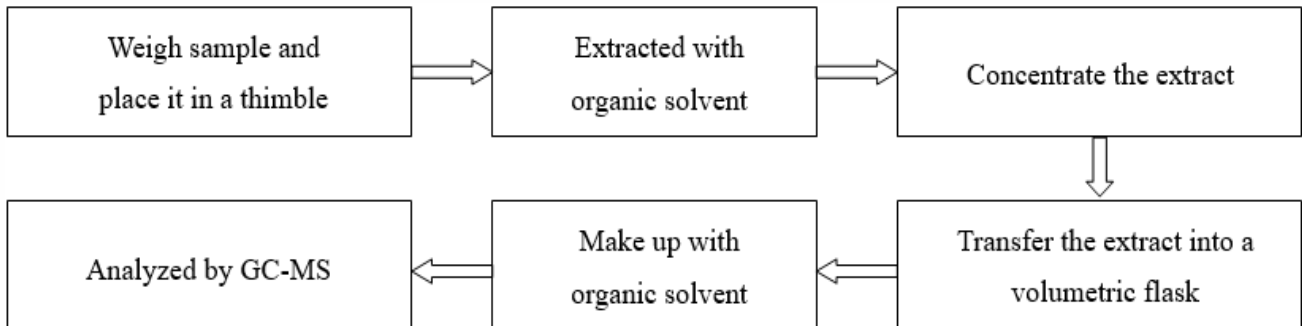 Weigh sample and
place it in a thimble
Extracted with
organic solvent
Concentrate the extract
Transfer the extract into a
volumetric flask
Make up with
organic solvent
Analyzed by GC-MS